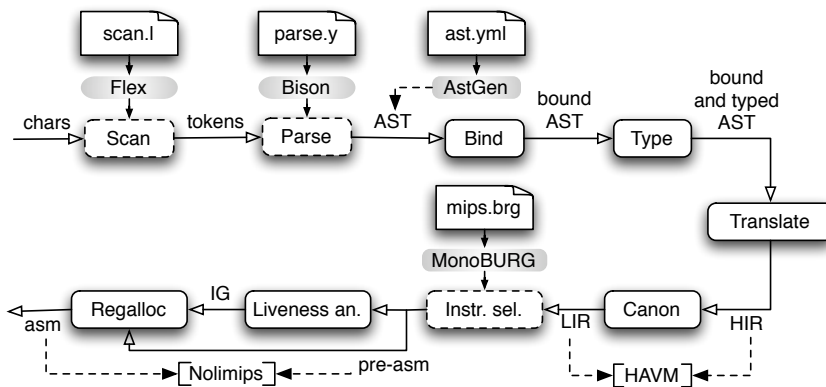 scan.l
parse.y
ast.yml
Flex
Bison
AstGen
bound
AST
bound
and typed
AST
chars
Scan
tokens
Parse
AST
Bind
Type
mips.brg
Translate
MonoBURG
IG
Regalloc
Liveness an.
Instr. sel.
Canon
asm
LIR
HIR
pre-asm
[Nolimips]
[HAVM]